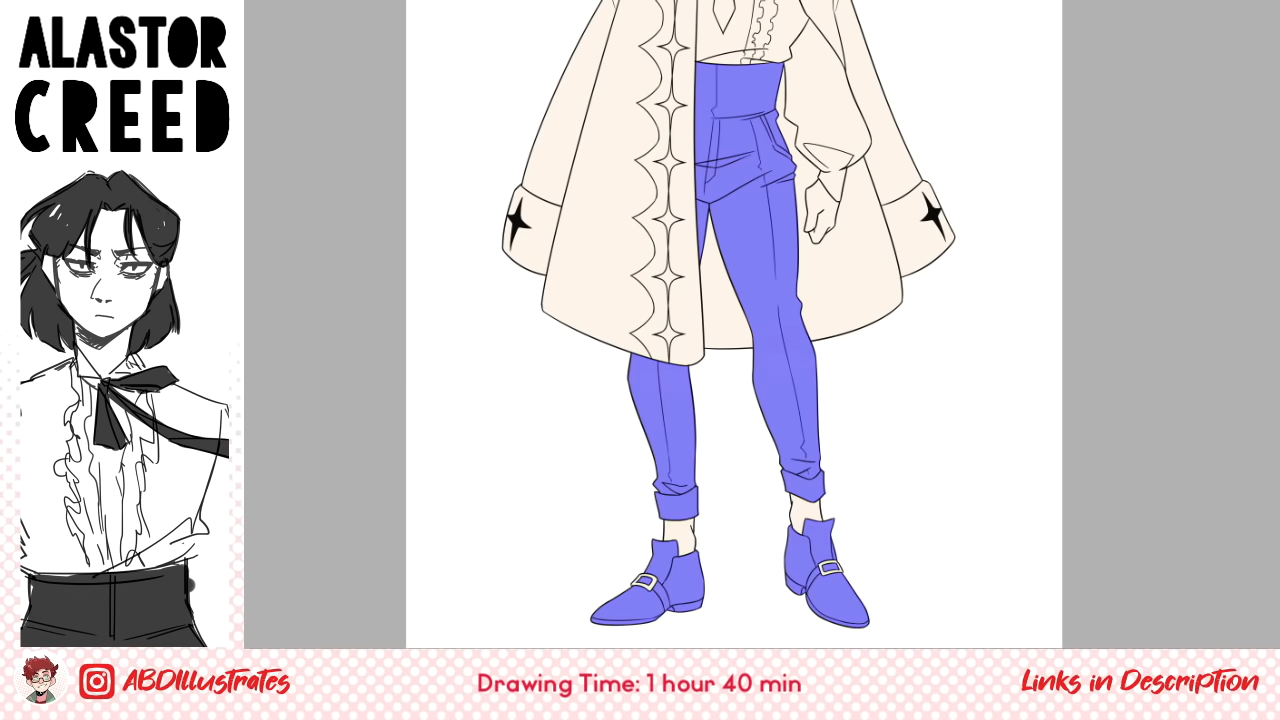 ALASTOR
CREED
ABDIllustrates
Drawing Time: 1 hour 40 min
Links in Description